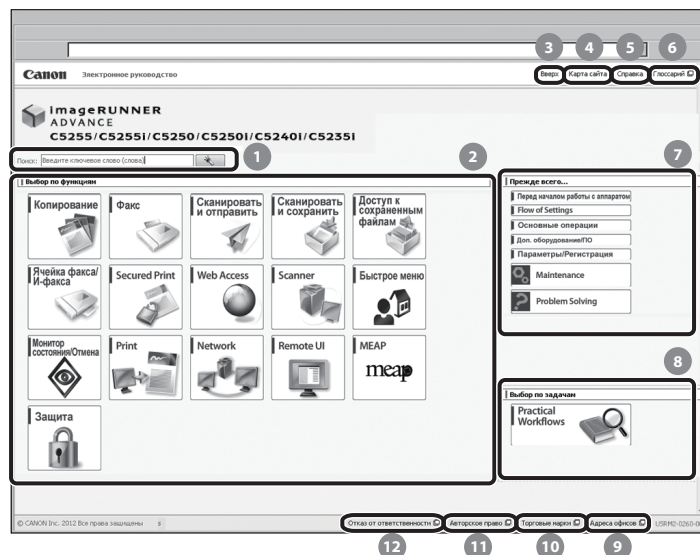 3 4 5 6
Canon Электронное руководство
Вверх Карта сайта Справка Глоссарий
imageRUNNER
ADVANCE
C5255/C5255i/C5250/C5250i/C5240i/C5235i
Поиск: Введите ключевое слово (слова)
1 2 7
Выбор по функциям
Копирование
Факс
Сканировать
и отправить
Сканировать
и сохранить
Доступ к
сохраненным
файлам
Ячейка факса/
И-факса
Secured Print
Web Access
Scanner
Быстрое меню
Монитор
состояния/Отмена
Print
Network
Remote UI
MEAP
meap
Защита
Прежде всего...
Перед началом работы с аппаратом
Flow of Settings
Основные операции
Доп. оборудование/ПО
Параметры/Регистрация
Maintenance
Problem Solving
8
Выбор по задачам
Practical
Workflows
© CANON Inc. 2012 Все права защищены s
Отказ от ответственности Авторское право Торговые марки Адреса офисов USRM2-0260-0
12 11 10 9